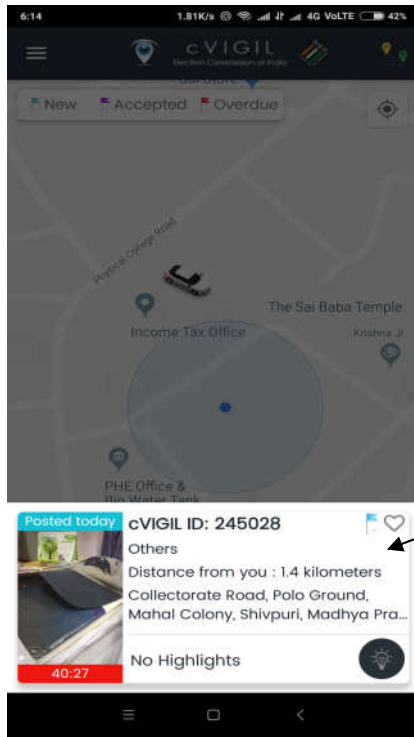 6:14 1.81K/s 4G VoLTE 42%
cVIGIL
Election Commission of India
New Accepted Overdue
Physical College Road
The Sai Baba Temple
Income Tax Office
Krishna Ji
PHE Office &
Big Water Tank
Posted today
cVIGIL ID: 245028
Others
Distance from you : 1.4 kilometers
Collectorate Road, Polo Ground,
Mahal Colony, Shivpuri, Madhya Pra...
40:27
No Highlights